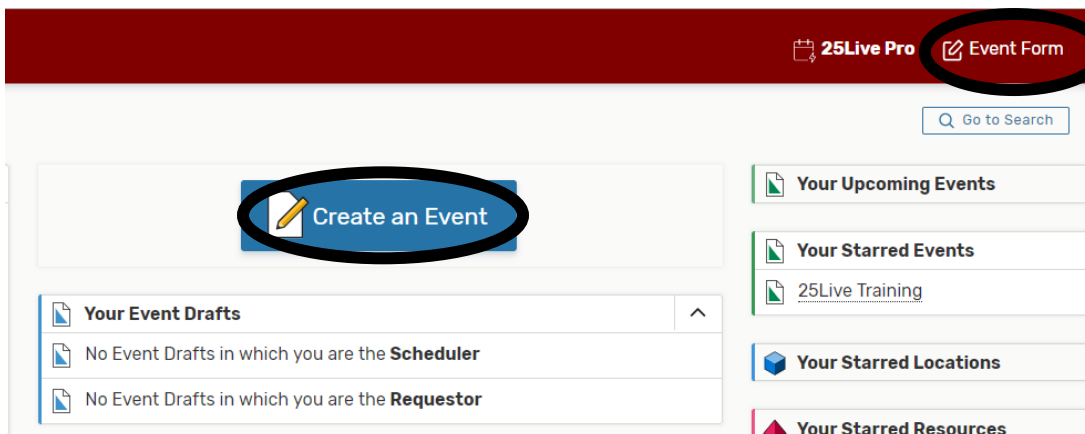 25Live Pro Event Form
Go to Search
Create an Event
Your Event Drafts
No Event Drafts in which you are the Scheduler
No Event Drafts in which you are the Requestor
Your Upcoming Events
Your Starred Events
25Live Training
Your Starred Locations
Your Starred Resources